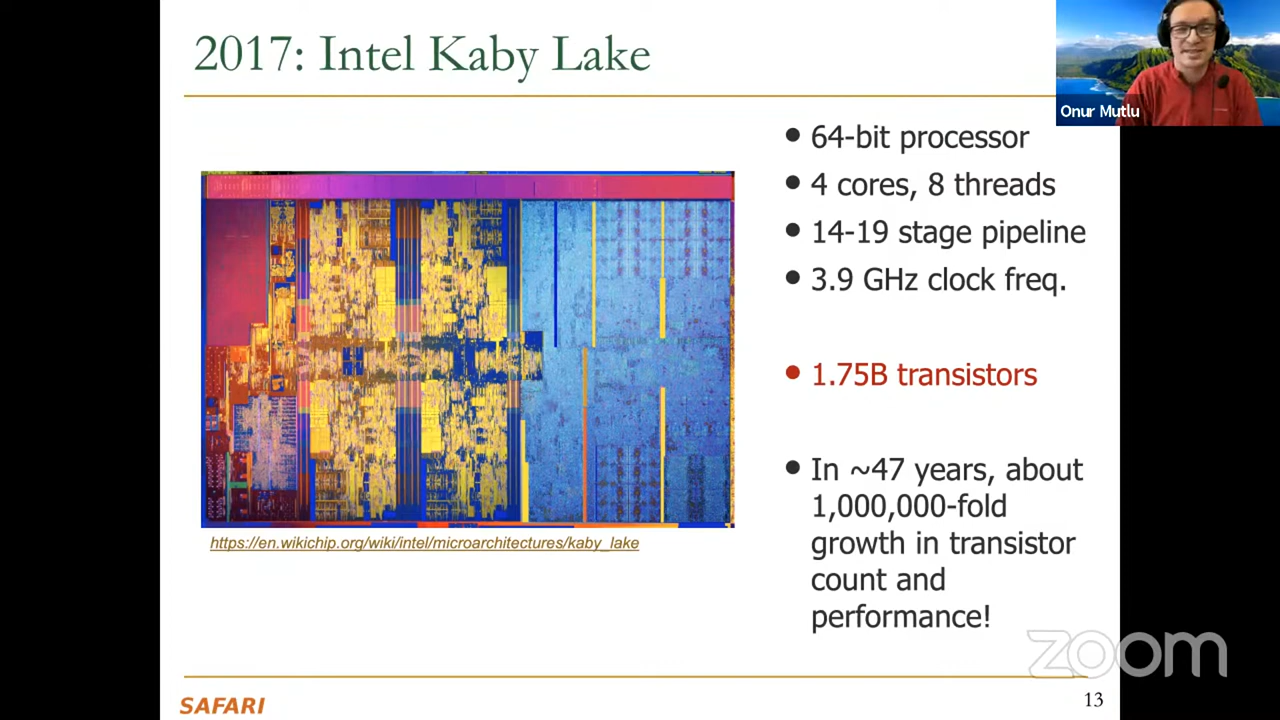 2017: Intel Kaby Lake
Onur Mutlu
• 64-bit processor
• 4 cores, 8 threads
• 14-19 stage pipeline
• 3.9 GHz clock freq.
• 1.75B transistors
• In ~47 years, about
1,000,000-fold
growth in transistor
count and
performance!
https://en.wikichip.org/wiki/intel/microarchitectures/kaby_lake
zoom
SAFARI
13